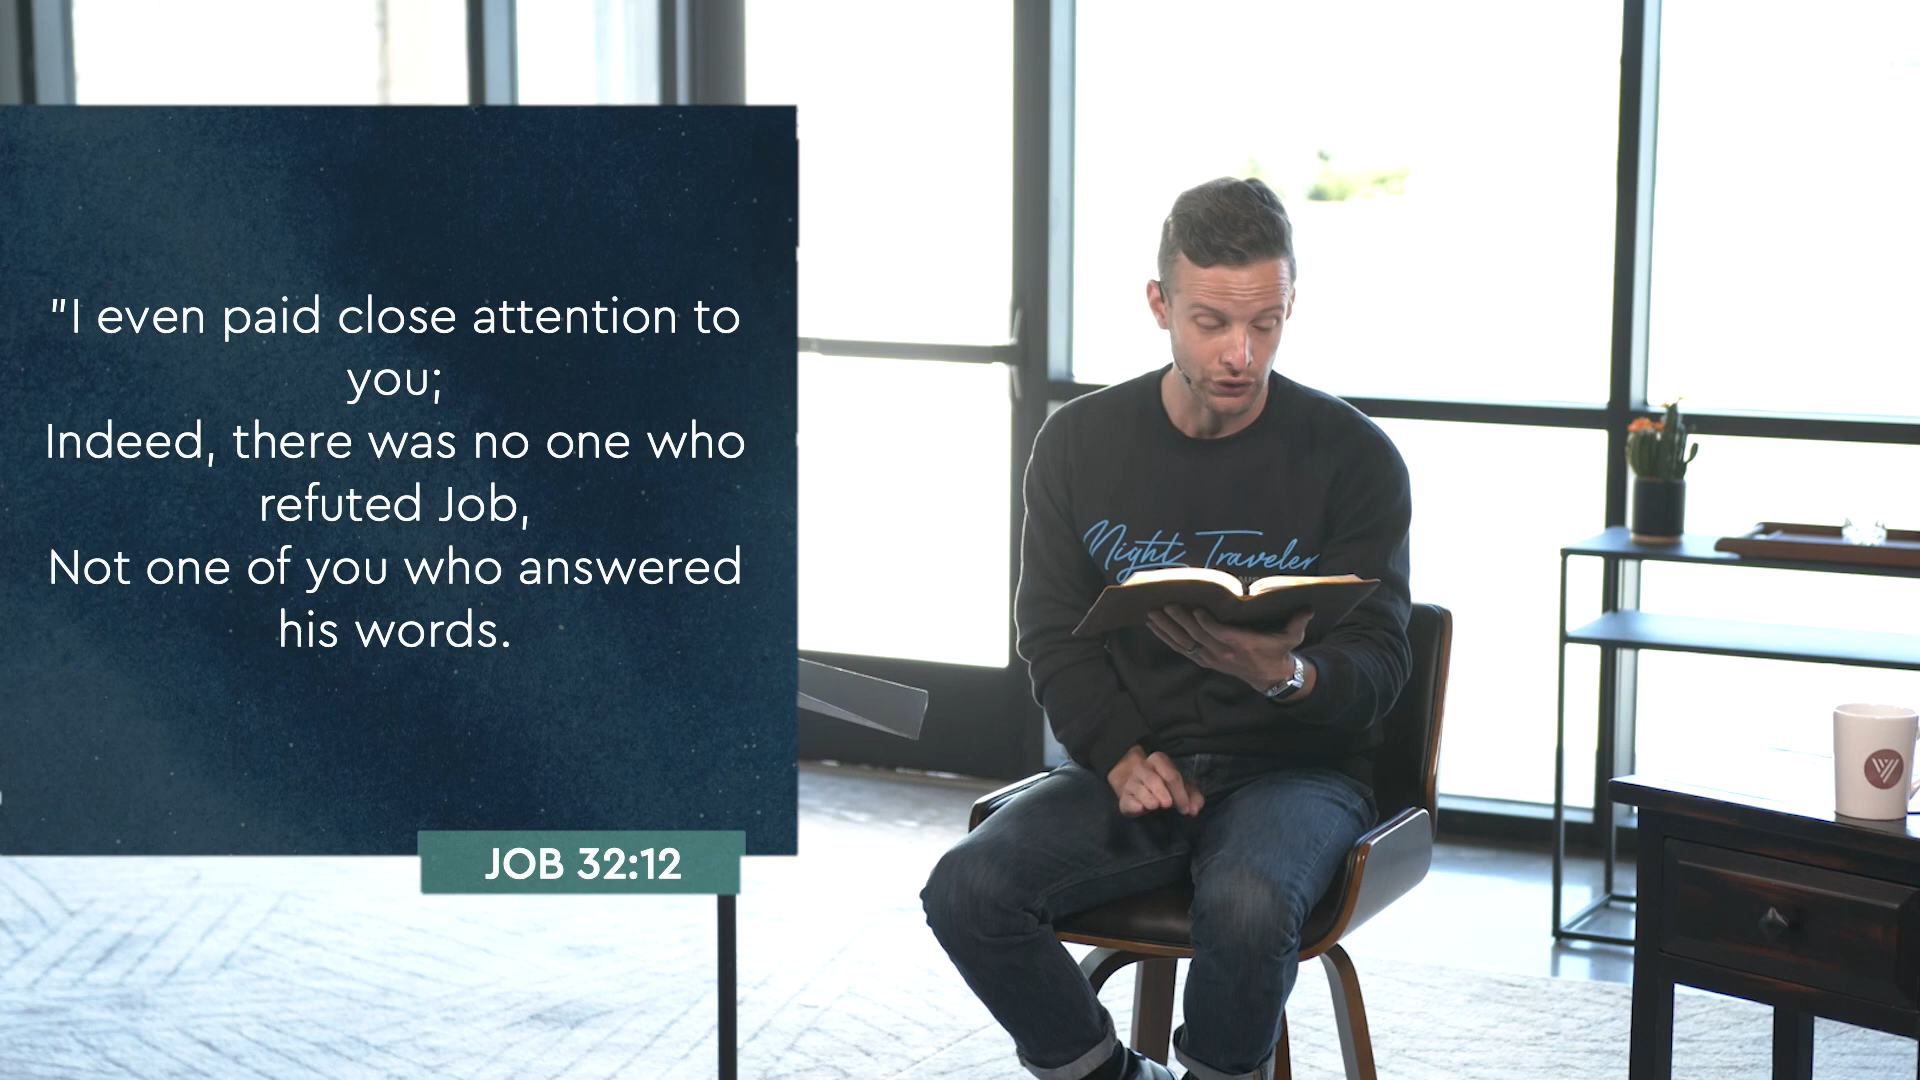 "I even paid close attention to
you;
Indeed, there was no one who
refuted Job,
Not one of you who answered
his words.
JOB 32:12
Night Traveler